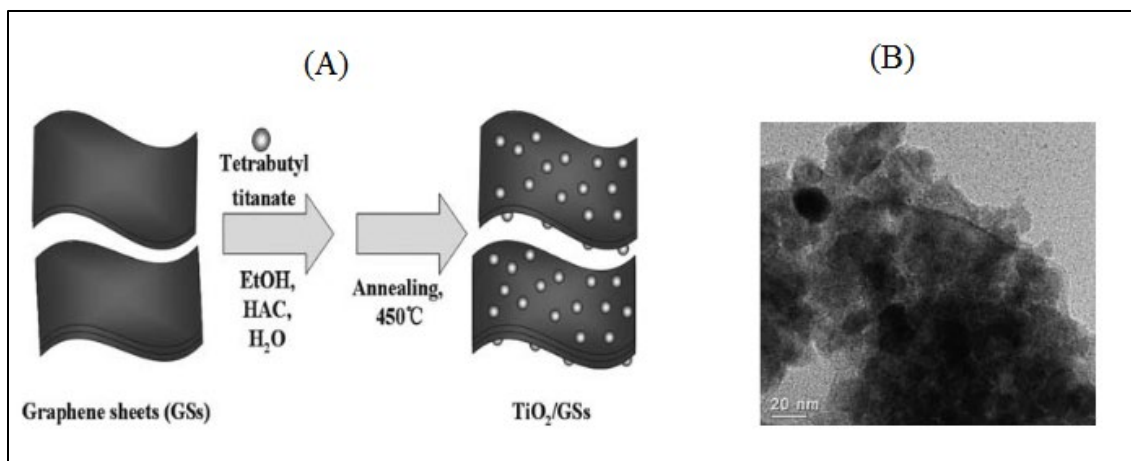 (A)
Tetrabutyl
titanate
EtOH,
HAC,
H₂O
Annealing,
450℃
Graphene sheets (GSs)
TiO₂/GSs
(B)
20 nm